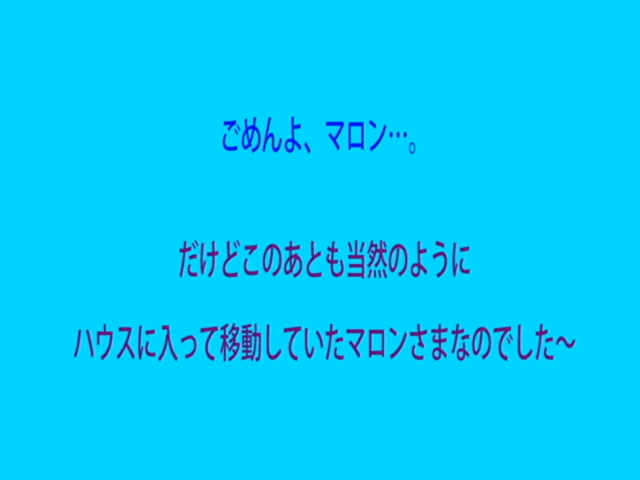 ごめんよ、マロン…。
だけどこのあとも当然のように
ハウスに入って移動していたマロンさまなのでした～